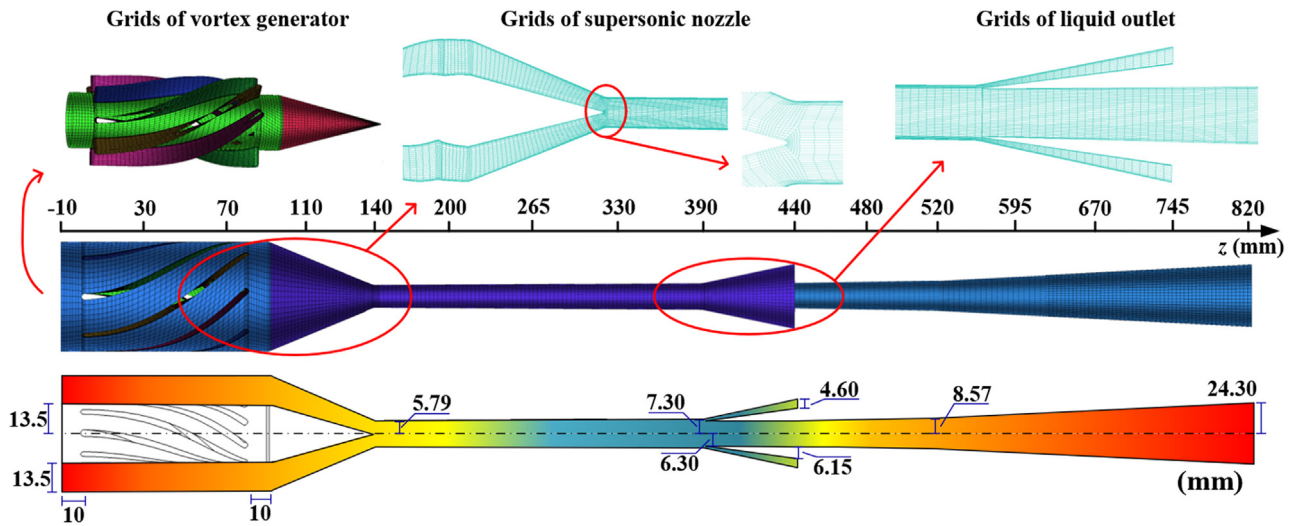 Grids of vortex generator
Grids of supersonic nozzle
Grids of liquid outlet
-10 30 70 110 140 200 265 330 390 440 480 520 595 670 745 820
z (mm)
13.5
5.79
7.30
4.60
8.57
24.30
6.30
6.15
13.5
10
10
(mm)